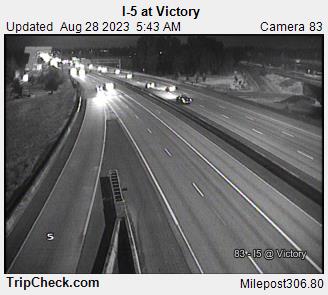 I-5 at Victory
Updated  Aug 28 2023  5:43 AM    Camera 83
S
83 - I5 @ Victory
TripCheck.com    Milepost306.80